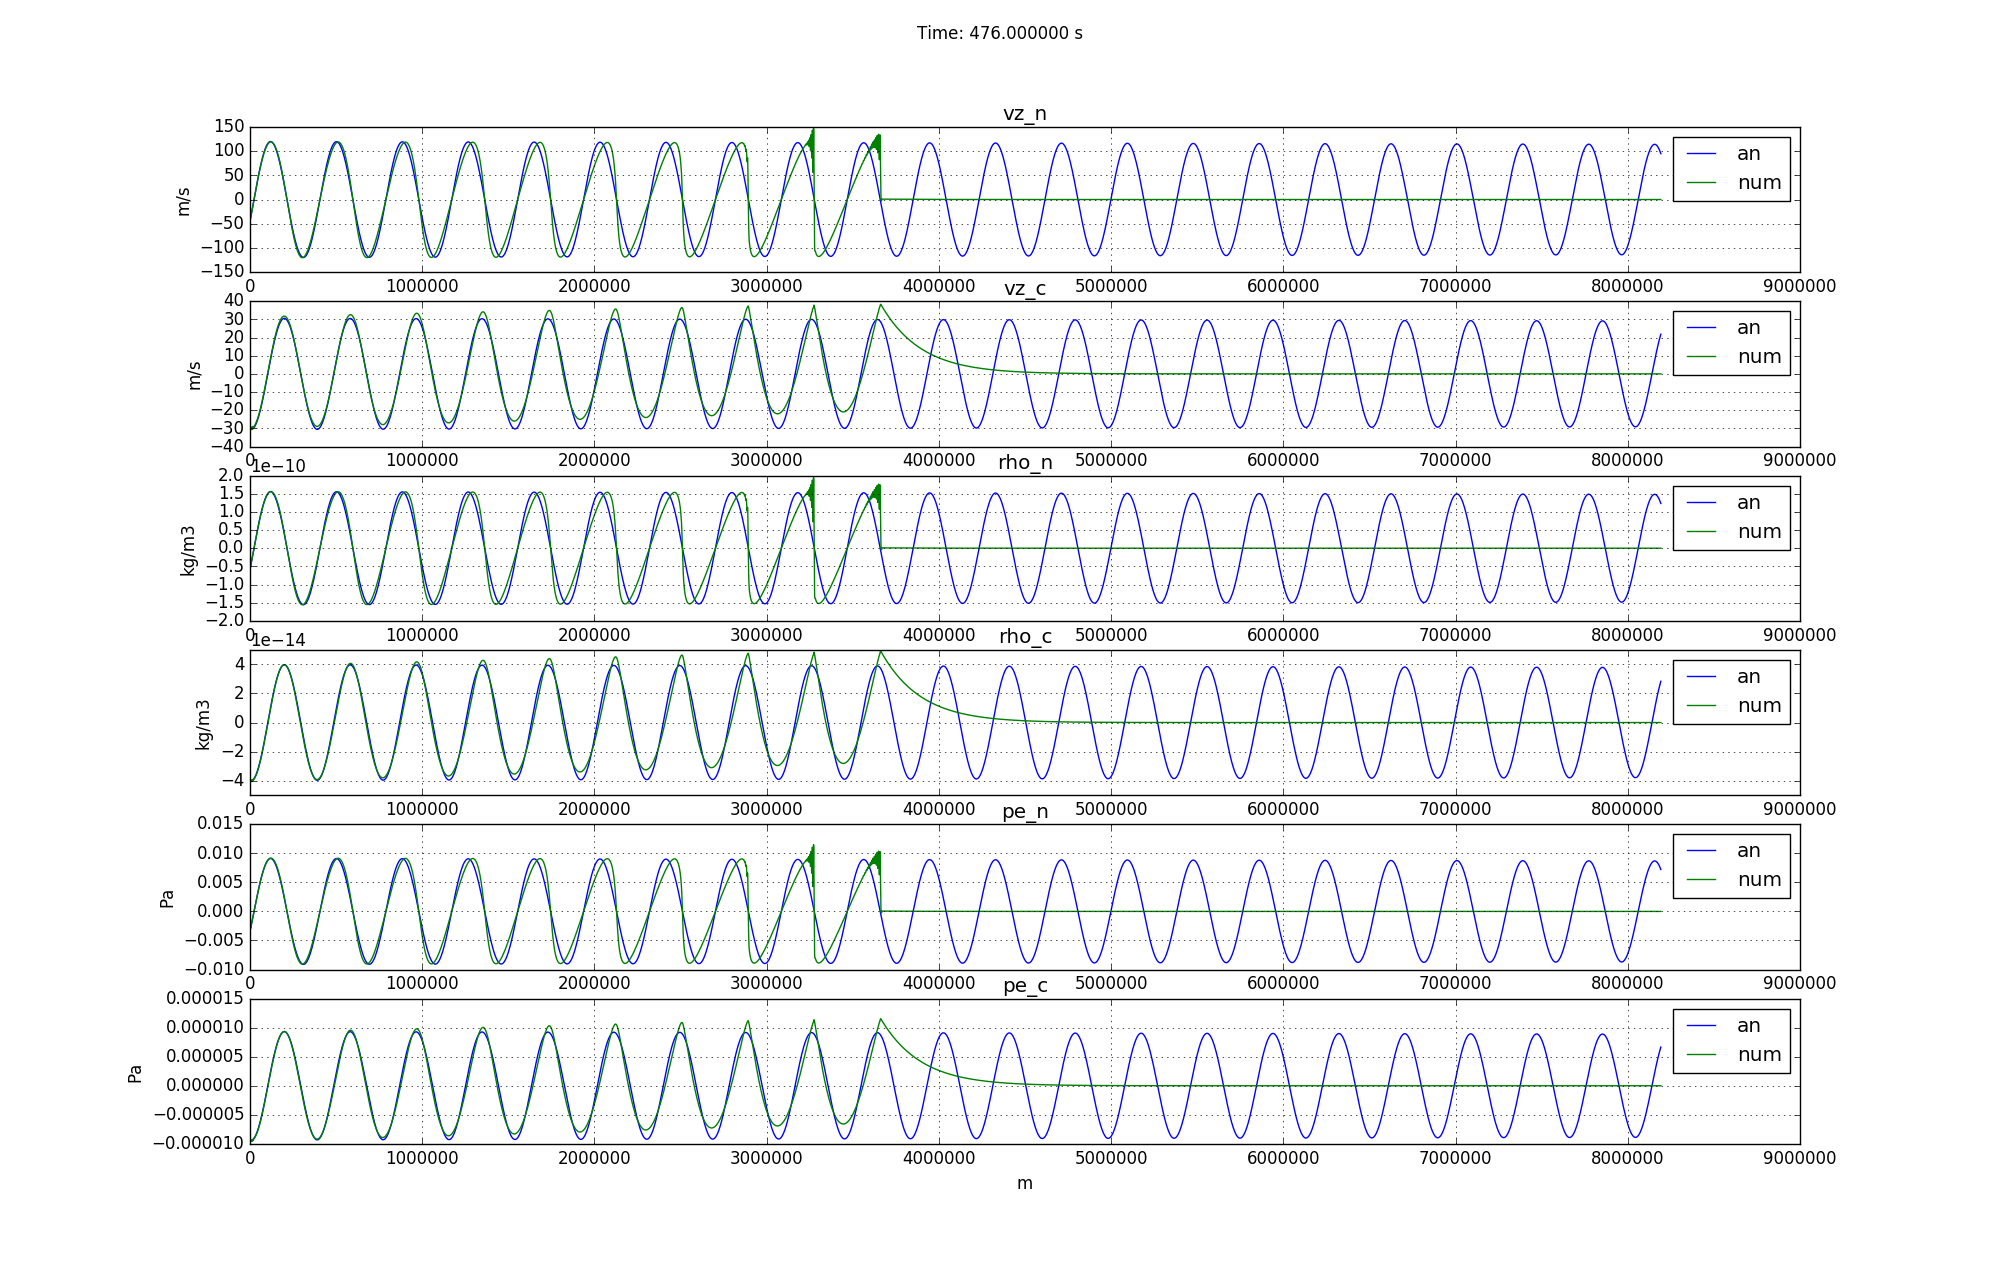 Time: 476.000000 s
vz_n
150
100
50
0
−50
−100
−150
m/s
an
num
0 1000000 2000000 3000000 4000000 5000000 6000000 7000000 8000000 9000000
vz_c
40
30
20
10
0
−10
−20
−30
−40
m/s
an
num
0 1000000 2000000 3000000 4000000 5000000 6000000 7000000 8000000 9000000
1e−10
rho_n
2.0
1.5
1.0
0.5
0.0
−0.5
−1.0
−1.5
−2.0
kg/m3
an
num
0 1000000 2000000 3000000 4000000 5000000 6000000 7000000 8000000 9000000
1e−14
rho_c
4
2
0
−2
−4
kg/m3
an
num
0 1000000 2000000 3000000 4000000 5000000 6000000 7000000 8000000 9000000
pe_n
0.015
0.010
0.005
0.000
−0.005
−0.010
Pa
an
num
0 1000000 2000000 3000000 4000000 5000000 6000000 7000000 8000000 9000000
pe_c
0.000015
0.000010
0.000005
0.000000
−0.000005
−0.000010
Pa
an
num
0 1000000 2000000 3000000 4000000 5000000 6000000 7000000 8000000 9000000
m